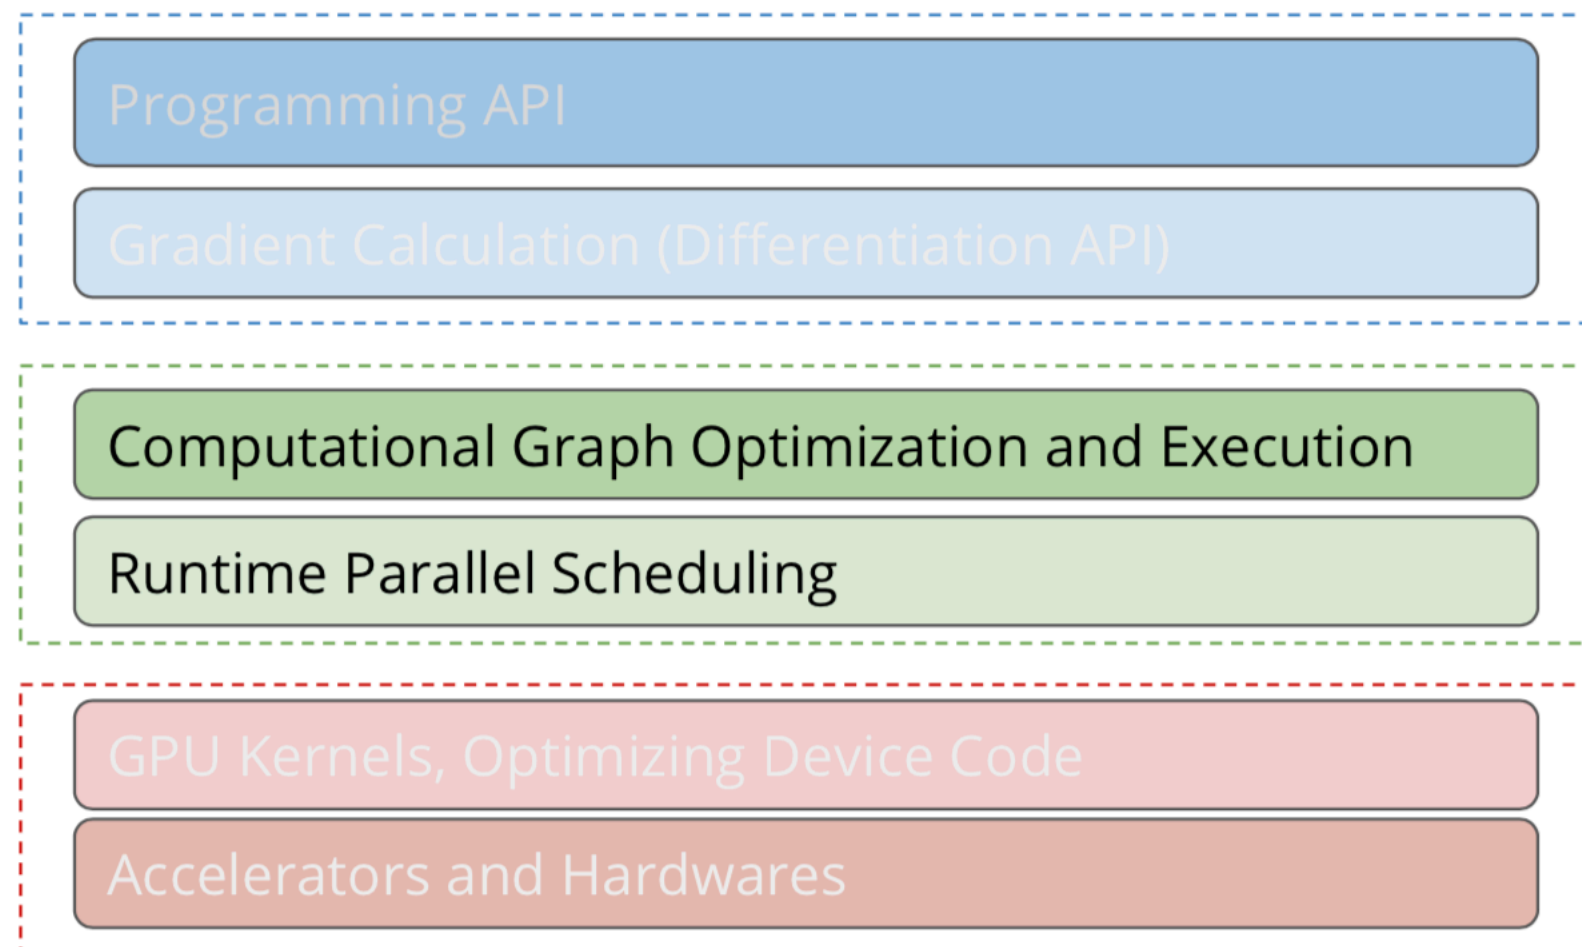 Programming API
Gradient Calculation (Differentiation API)
Computational Graph Optimization and Execution
Runtime Parallel Scheduling
GPU Kernels, Optimizing Device Code
Accelerators and Hardwares